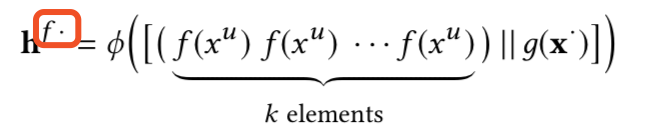 𝐡^{f ·} = ϕ([( f(x^u) f(x^u) ⋯ f(x^u)) || g(𝐱^·)])
k elements